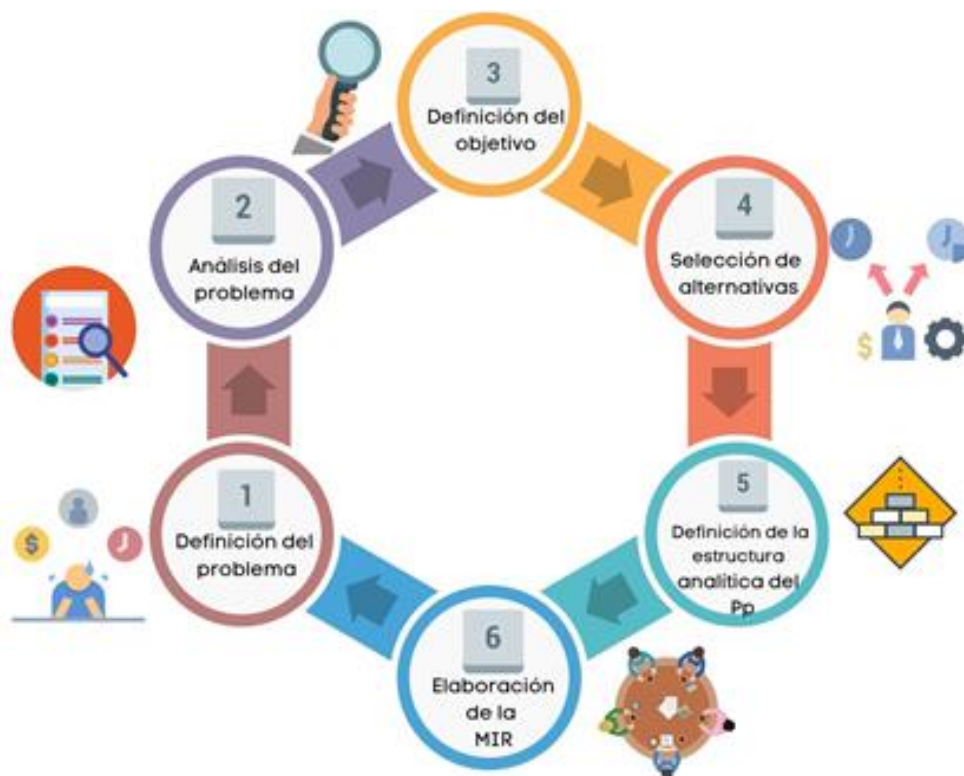 1
Definición del
problema
2
Análisis del
problema
3
Definición del
objetivo
4
Selección de
alternativas
5
Definición de la
estructura
analítica del
Pp
6
Elaboración
de la
MIR
$
$